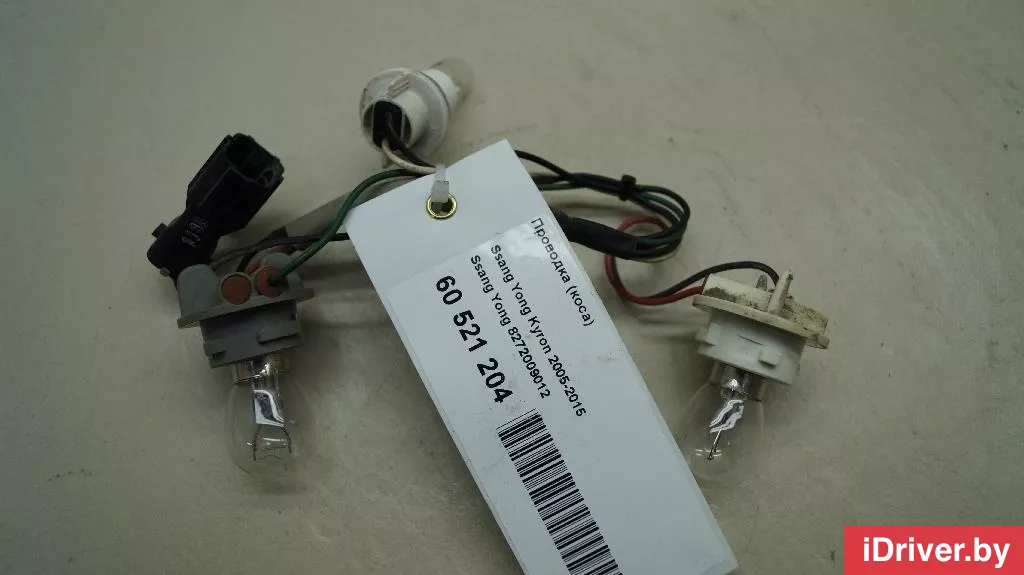 Проводка (коса)
Ssang Yong Kyron 2005-2015
Ssang Yong 8272009012
60 521 204
iDriver.by